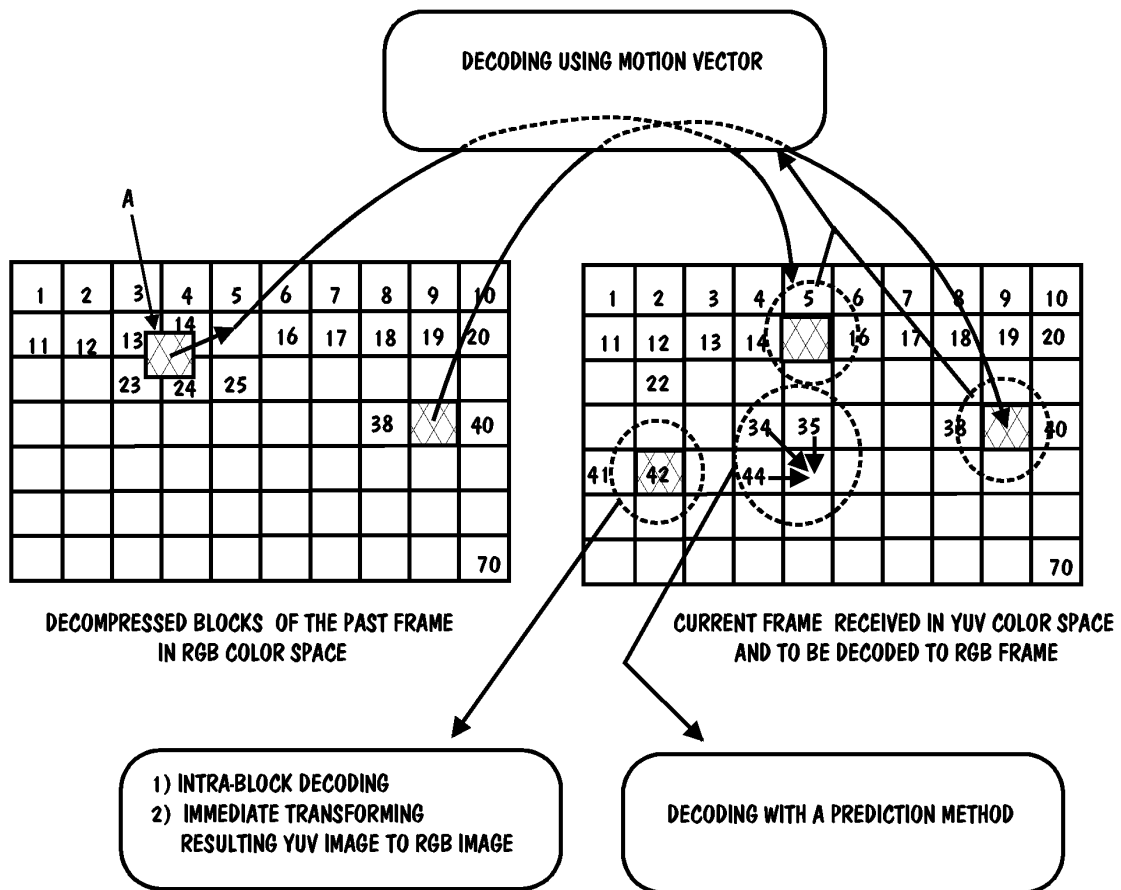 DECODING USING MOTION VECTOR
A
1 2 3 4 5 6 7 8 9 10
11 12 13 14 16 17 18 19 20
23 24 25
38 40
70
1 2 3 4 5 6 7 8 9 10
11 12 13 14 16 17 18 19 20
22
34 35 38 40
41 42 44
70
DECOMPRESSED BLOCKS OF THE PAST FRAME
IN RGB COLOR SPACE
CURRENT FRAME RECEIVED IN YUV COLOR SPACE
AND TO BE DECODED TO RGB FRAME
1) INTRA-BLOCK DECODING
2) IMMEDIATE TRANSFORMING
RESULTING YUV IMAGE TO RGB IMAGE
DECODING WITH A PREDICTION METHOD